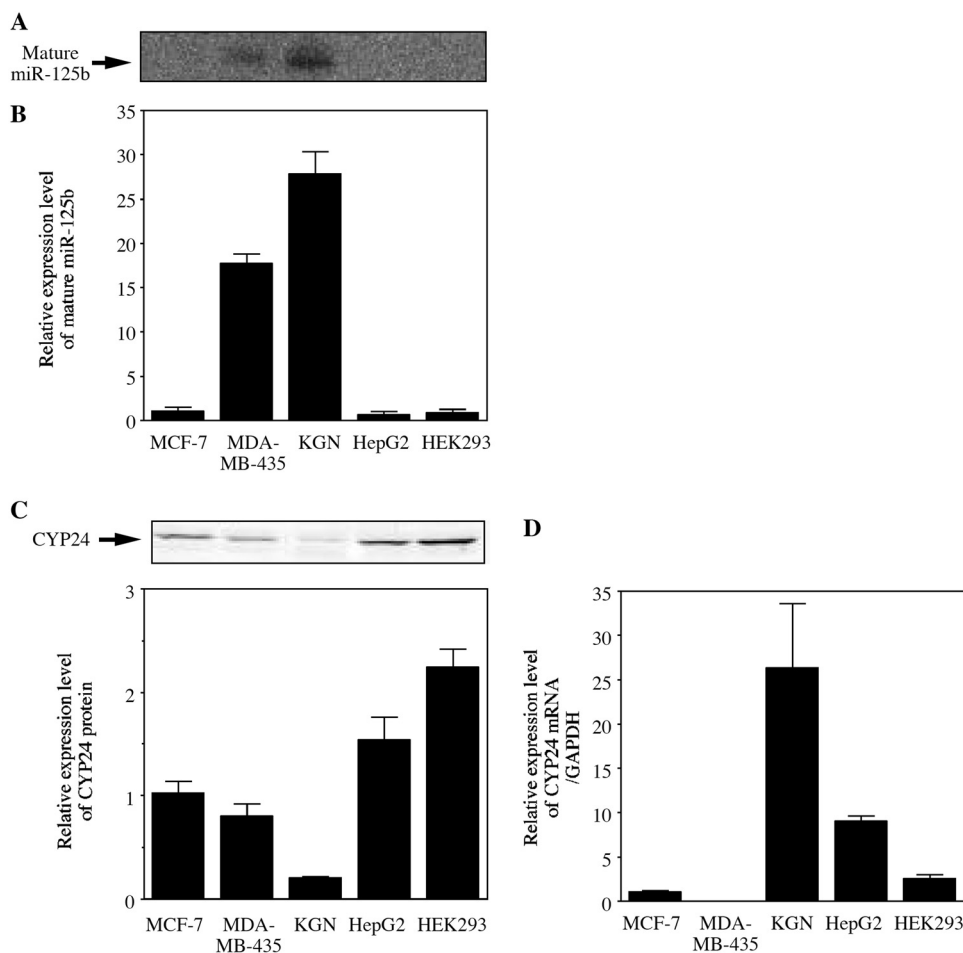 A
Mature
miR-125b
B
35
30
25
20
15
10
5
0
Relative expression level
of mature miR-125b
MCF-7 MDA- KGN HepG2 HEK293
MB-435
C
CYP24
3
2
1
0
Relative expression level
of CYP24 protein
MCF-7 MDA- KGN HepG2 HEK293
MB-435
D
35
30
25
20
15
10
5
0
Relative expression level
of CYP24 mRNA
/GAPDH
MCF-7 MDA- KGN HepG2 HEK293
MB-435